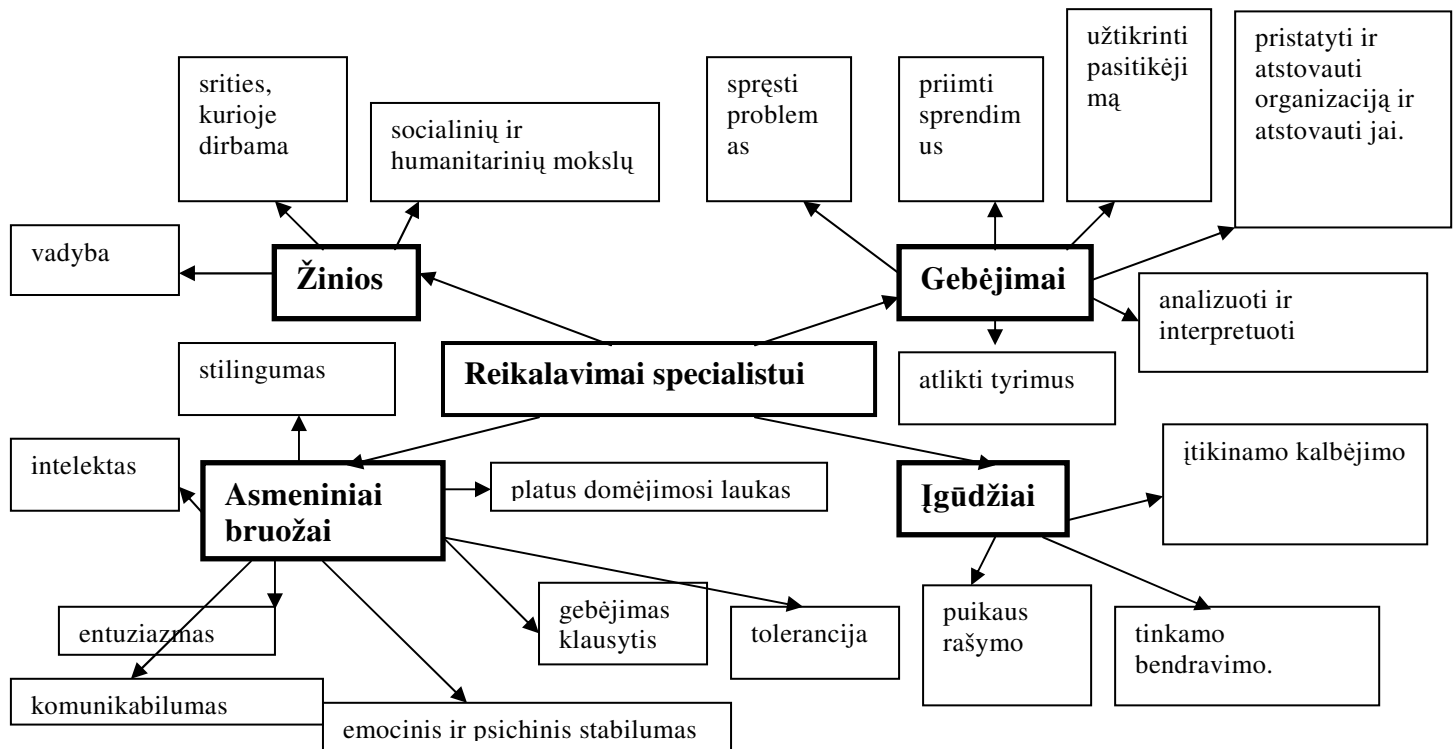 srities,
kurioje
dirbama
socialinių ir
humanitarinių mokslų
spręsti
problem
as
priimti
sprendim
us
užtikrinti
pasitikėji
mą
pristatyti ir
atstovauti
organizaciją ir
atstovauti jai.
vadyba
Žinios
Gebėjimai
analizuoti ir
interpretuoti
stilingumas
Reikalavimai specialistui
atlikti tyrimus
intelektas
Asmeniniai
bruožai
platus domėjimosi laukas
Įgūdžiai
įtikinamo kalbėjimo
entuziazmas
gebėjimas
klausytis
tolerancija
puikaus
rašymo
tinkamo
bendravimo.
komunikabilumas
emocinis ir psichinis stabilumas